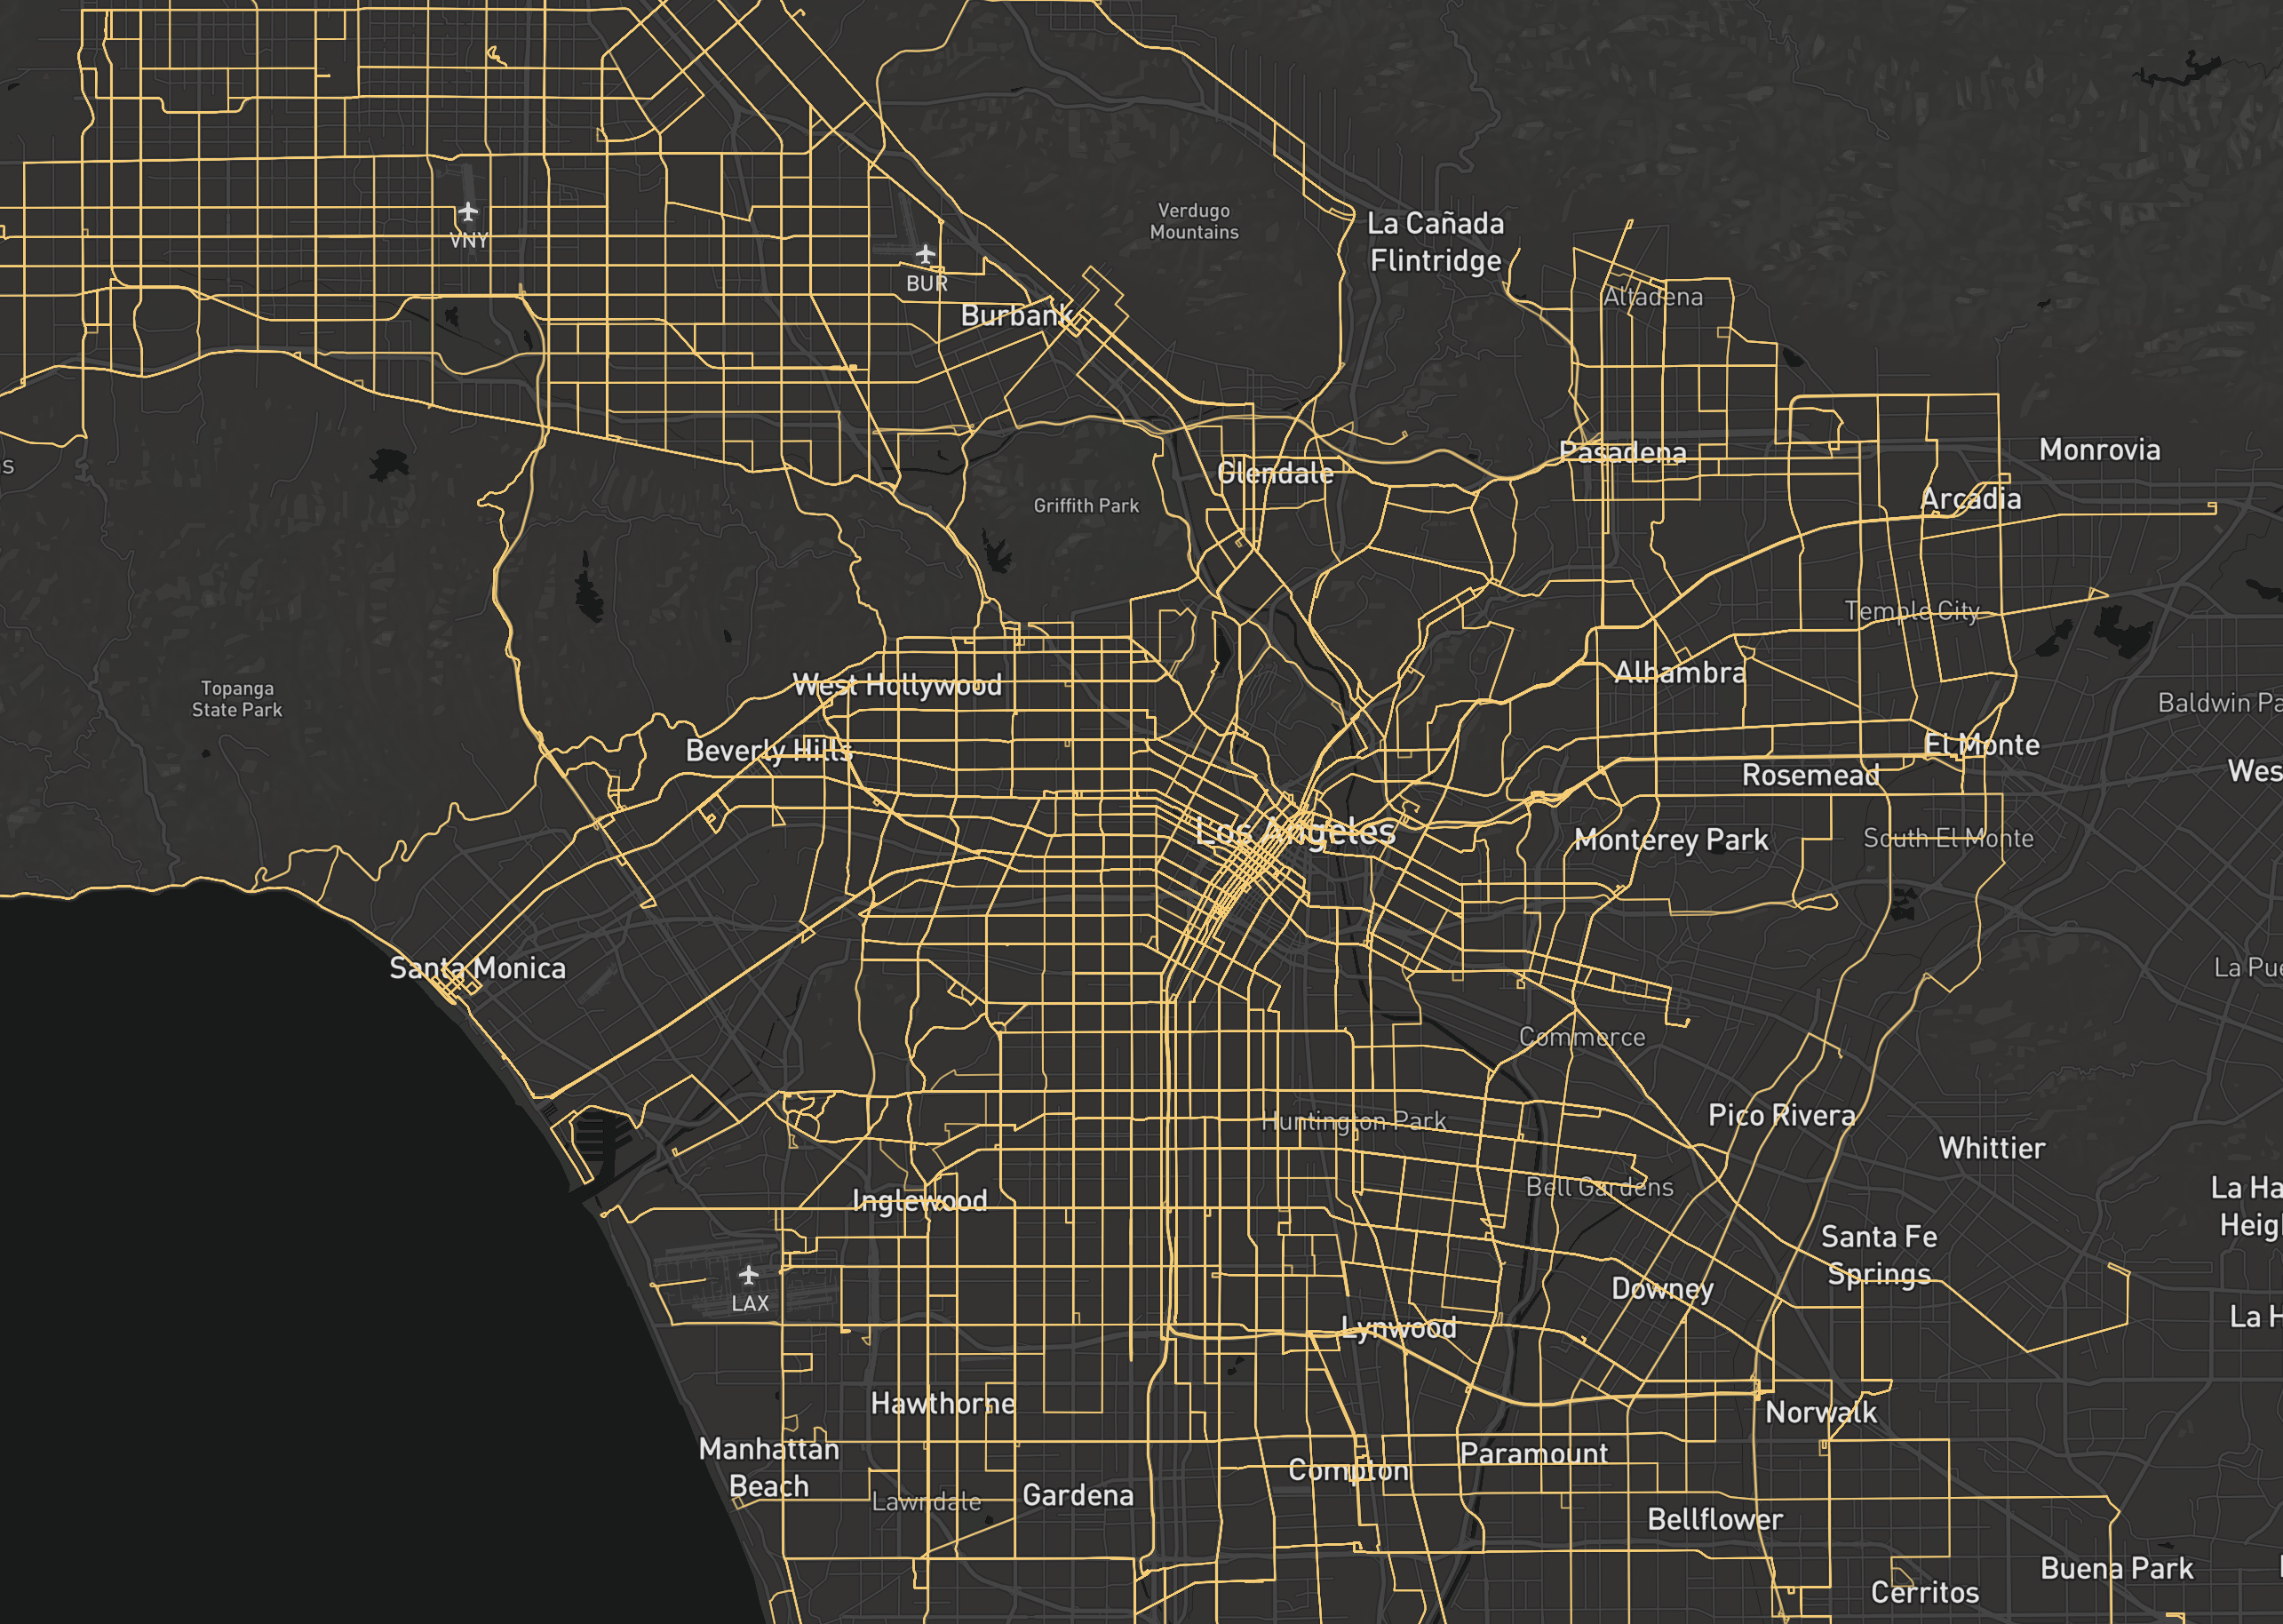 Verdugo
Mountains
La Cañada
Flintridge
VNY
BUR
Altadena
Burbank
Monrovia
Pasadena
Glendale
Arcadia
Griffith Park
Temple City
Alhambra
West Hollywood
Topanga
State Park
Baldwin Pa
Beverly Hills
El Monte
Rosemead
Wes
Los Angeles
Monterey Park
South El Monte
Santa Monica
La Pue
Commerce
Huntington Park
Pico Rivera
Whittier
Bell Gardens
La Ha
Heigh
Inglewood
Santa Fe
Springs
Downey
LAX
La H
Lynwood
Hawthorne
Norwalk
Manhattan
Beach
Paramount
Compton
Lawndale
Gardena
Bellflower
Buena Park
Cerritos